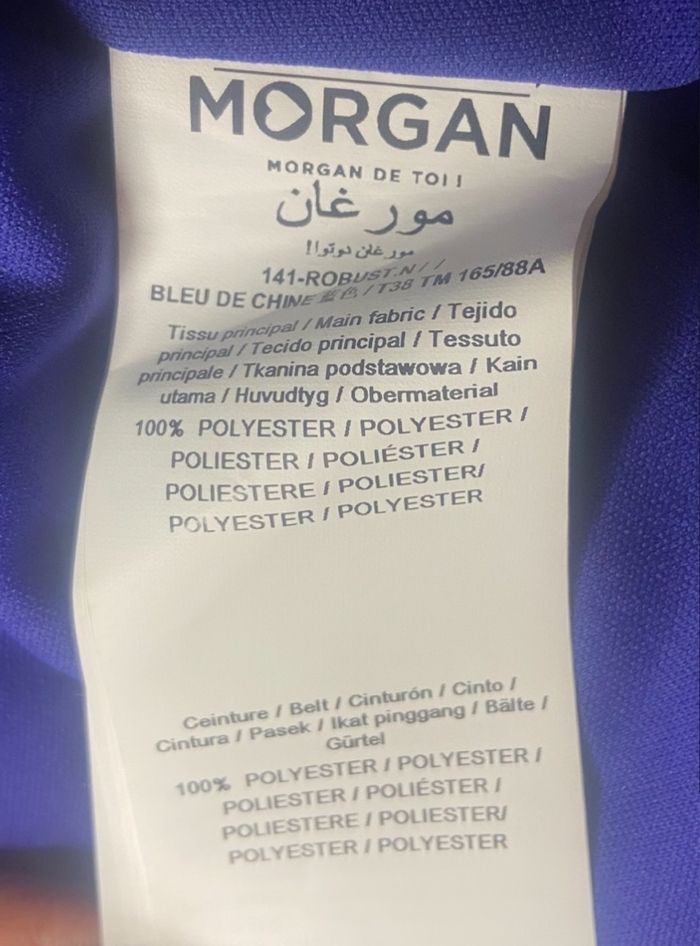 MORGAN
MORGAN DE TOI !
مورغان
مورغان دوتوا!
141-ROBUST.N / /
BLEU DE CHINE 蓝色 / T38 TM 165/88A
Tissu principal / Main fabric / Tejido
principal / Tecido principal / Tessuto
principale / Tkanina podstawowa / Kain
utama / Huvudtyg / Obermaterial
100% POLYESTER / POLYESTER /
POLIESTER / POLIÉSTER /
POLIESTERE / POLIESTER/
POLYESTER / POLYESTER
Ceinture / Belt / Cinturón / Cinto /
Cintura / Pasek / Ikat pinggang / Bälte /
Gürtel
100% POLYESTER / POLYESTER /
POLIESTER / POLIÉSTER /
POLIESTERE / POLIESTER/
POLYESTER / POLYESTER